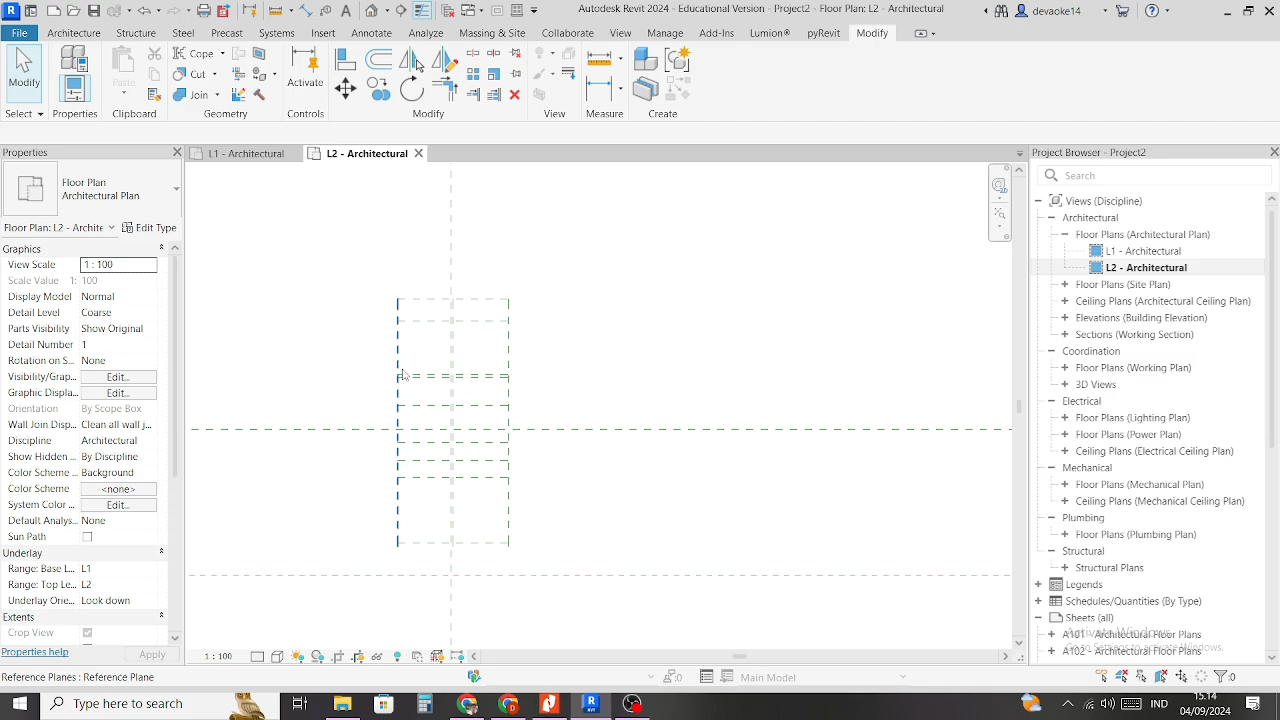 Autodesk Revit 2024 - Educational Version - Project2 - Floor Plan: L2 - Architectural
devaoke14
File Architecture Structure Steel Precast Systems Insert Annotate Analyze Massing & Site Collaborate View Manage Add-Ins Lumion® pyRevit Modify
Modify
Paste
Cope
Cut
Join
Activate
Select Properties Clipboard Geometry Controls Modify View Measure Create
Properties
L1 - Architectural
L2 - Architectural
Project Browser - Project2
Floor Plan
Architectural Plan
Search
Floor Plan: L2 - Archite
Edit Type
Graphics
View Scale 1 : 100
Scale Value 1: 100
Display Model Normal
Detail Level Coarse
Parts Visibility Show Original
Detail Number 1
Rotation on S... None
Visibility/Grap... Edit...
Graphic Displa... Edit...
Orientation By Scope Box
Wall Join Disp... Clean all wall j...
Discipline Architectural
Show Hidden ... By Discipline
Color Scheme ... Background
Color Scheme <none>
System Color ... Edit...
Default Analys... None
Sun Path
Underlay
Range: Base L... L1
Range: Top Le... L2
Underlay Orie... Look down
Extents
Crop View
Properties help
Apply
Views (Discipline)
Architectural
Floor Plans (Architectural Plan)
L1 - Architectural
L2 - Architectural
Floor Plans (Site Plan)
Ceiling Plans (Architectural Ceiling Plan)
Elevations (Building Elevation)
Sections (Working Section)
Coordination
Floor Plans (Working Plan)
3D Views
Electrical
Floor Plans (Lighting Plan)
Floor Plans (Power Plan)
Ceiling Plans (Electrical Ceiling Plan)
Mechanical
Floor Plans (Mechanical Plan)
Ceiling Plans (Mechanical Ceiling Plan)
Plumbing
Floor Plans (Plumbing Plan)
Structural
Structural Plans
Legends
Schedules/Quantities (By Type)
Sheets (all)
A101 - Architectural Floor Plans
A102 - Architectural Floor Plans
Activate Windows
1 : 100
Reference Planes : Reference Plane
:0
Main Model
:0
Type here to search
IND
15:14
04/09/2024